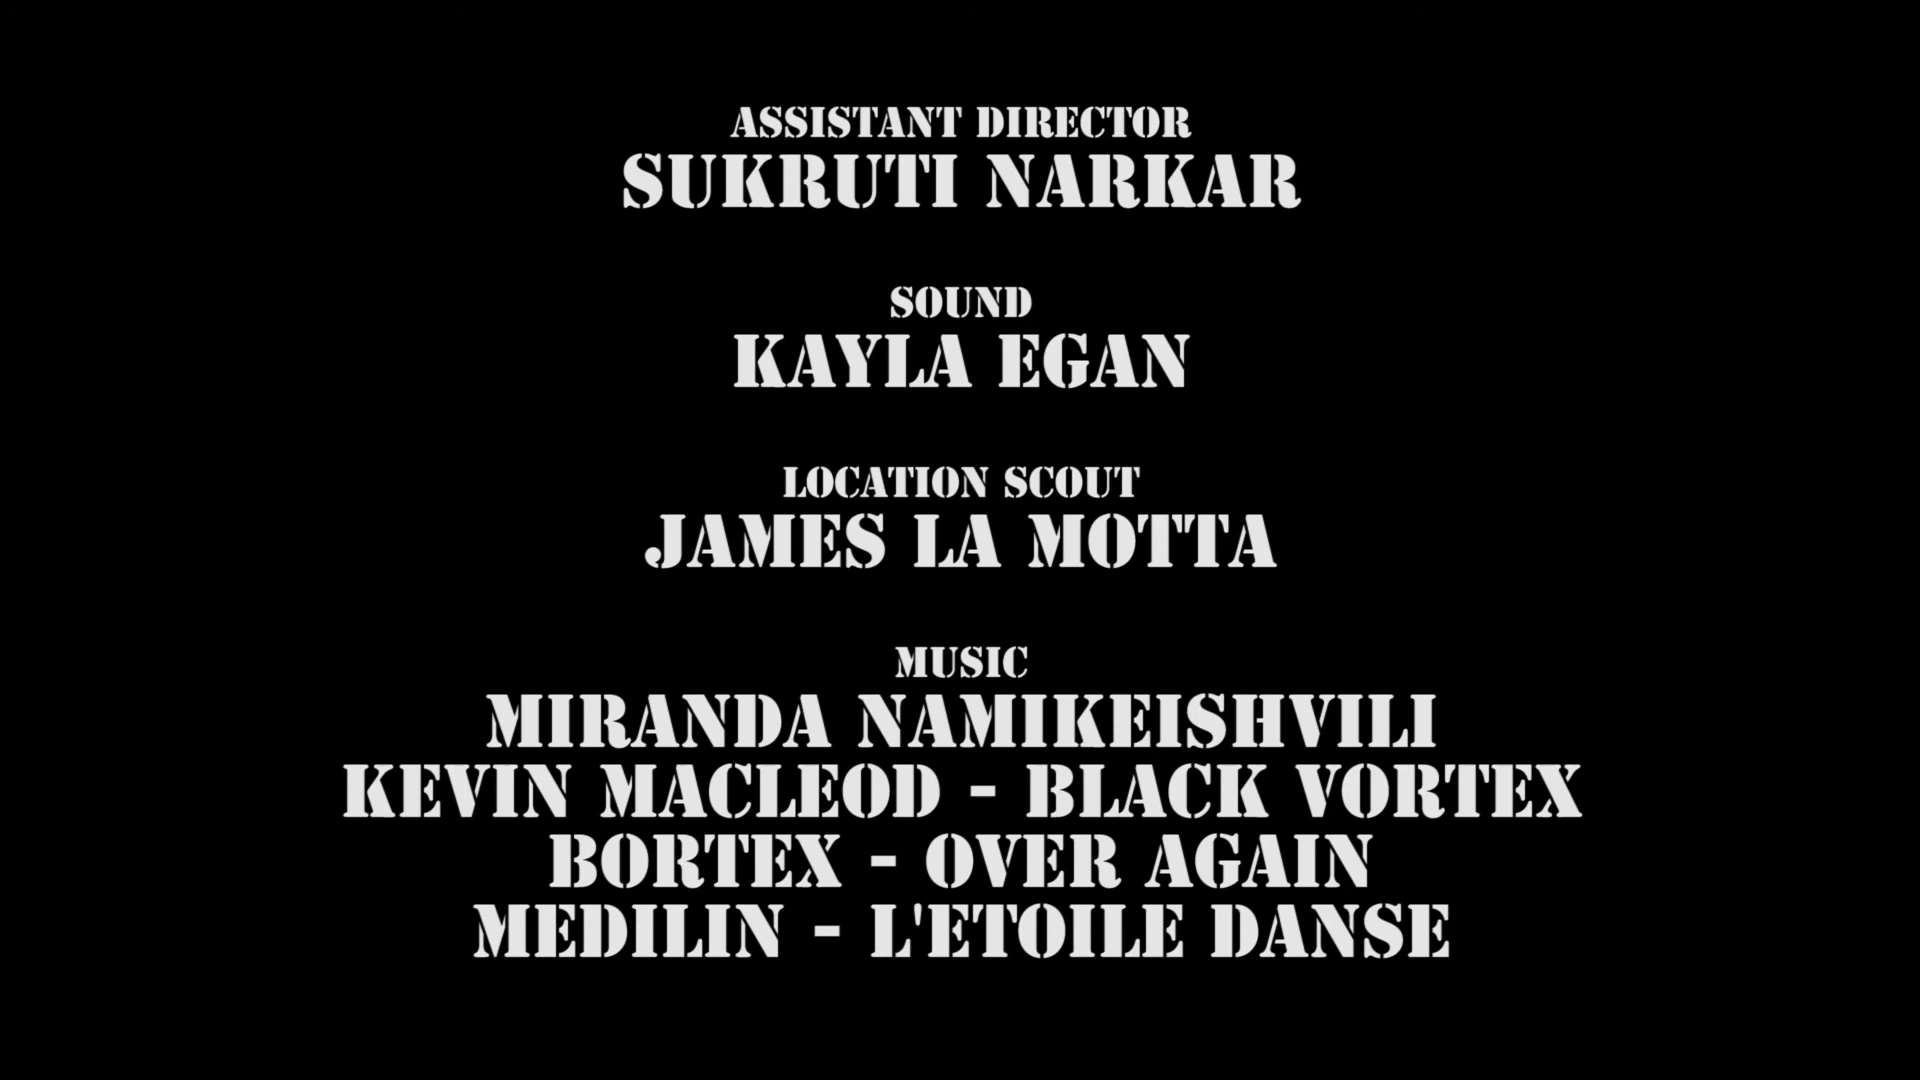 ASSISTANT DIRECTOR
SUKRUTI NARKAR
SOUND
KAYLA EGAN
LOCATION SCOUT
JAMES LA MOTTA
MUSIC
MIRANDA NAMIKEISHVILI
KEVIN MACLEOD - BLACK VORTEX
BORTEX - OVER AGAIN
MEDILIN - L'ETOILE DANSE